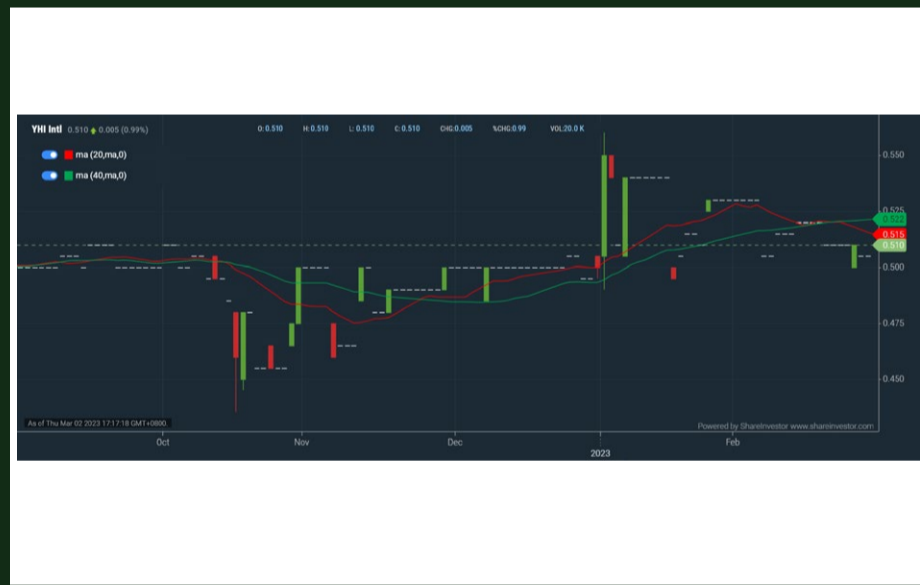 YHI Intl 0.510 0.005 (0.99%) O: 0.510 H: 0.510 L: 0.510 C: 0.510 CHG: 0.005 %CHG: 0.99 VOL: 20.0 K
ma (20,ma,0)
ma (40,ma,0)
0.550
0.525
0.522
0.515
0.510
0.500
0.475
0.450
As of Thu Mar 02 2023 17:17:18 GMT+0800
Powered by ShareInvestor www.shareinvestor.com
Oct Nov Dec Feb
2023